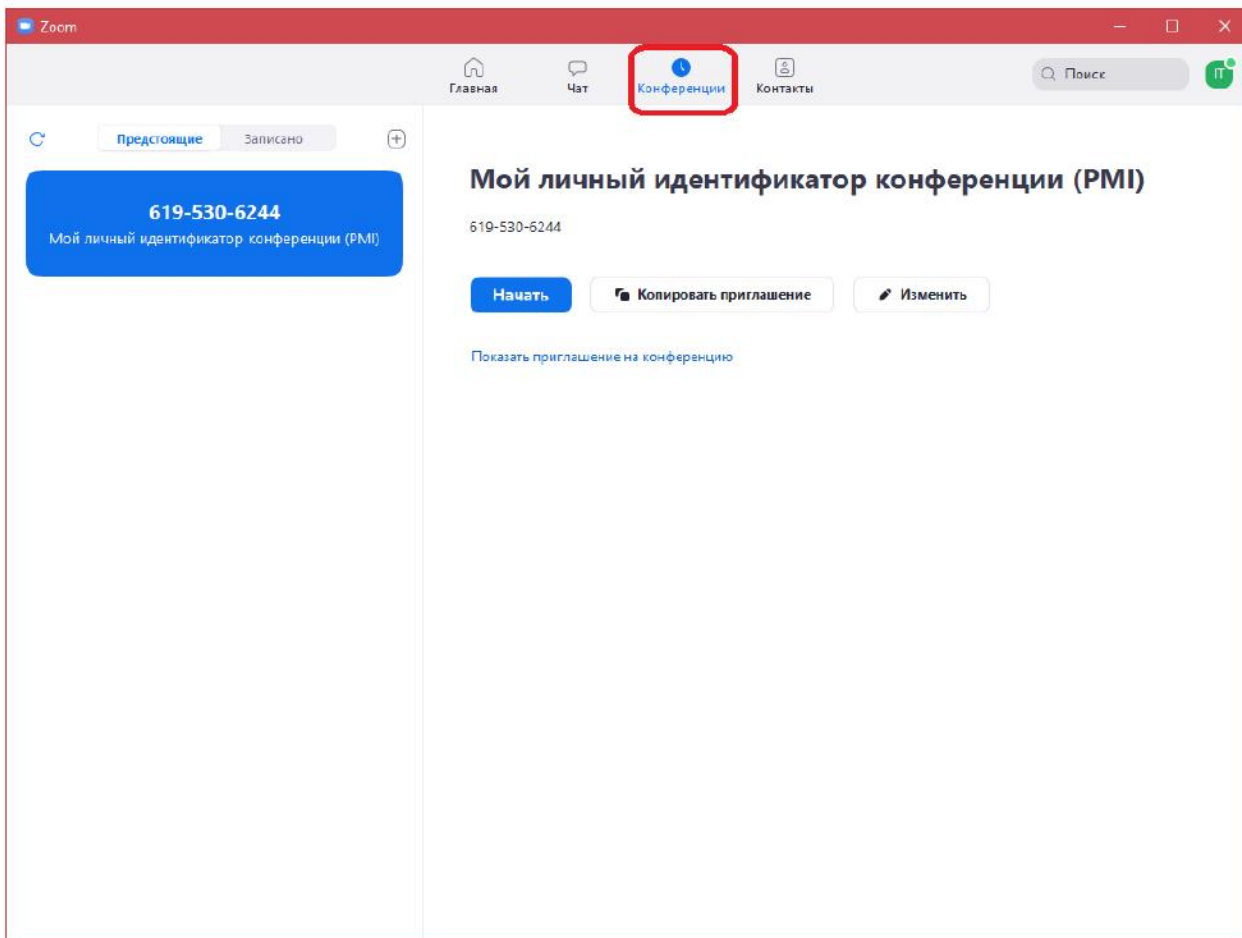 Zoom
Главная
Чат
Конференции
Контакты
Поиск
IT
Предстоящие
Записано
619-530-6244
Мой личный идентификатор конференции (PMI)
Мой личный идентификатор конференции (PMI)
619-530-6244
Начать
Копировать приглашение
Изменить
Показать приглашение на конференцию